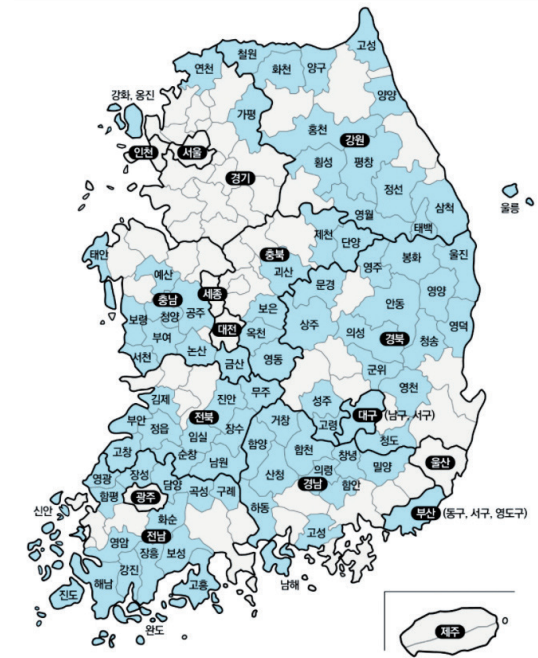 고성
철원
연천
화천
양구
강화, 옹진
양양
가평
홍천
강원
인천
서울
횡성
평창
경기
정선
삼척
울릉
영월
태백
제천
단양
태안
충북
봉화
울진
영주
예산
괴산
문경
세종
충남
영양
안동
보은
청양
공주
보령
상주
대전
옥천
의성
경북
영덕
부여
청송
논산
서천
금산
영동
군위
영천
무주
김제
진안
성주
대구 (남구, 서구)
부안
전북
거창
고령
정읍
장수
임실
청도
함양
합천
창녕
고창
순창
남원
밀양
울산
의령
장성
산청
영광
담양
경남
함안
곡성
구례
함평
광주
하동
신안
부산 (동구, 서구, 영도구)
화순
고성
전남
영암
장흥
보성
강진
해남
고흥
남해
진도
완도
제주